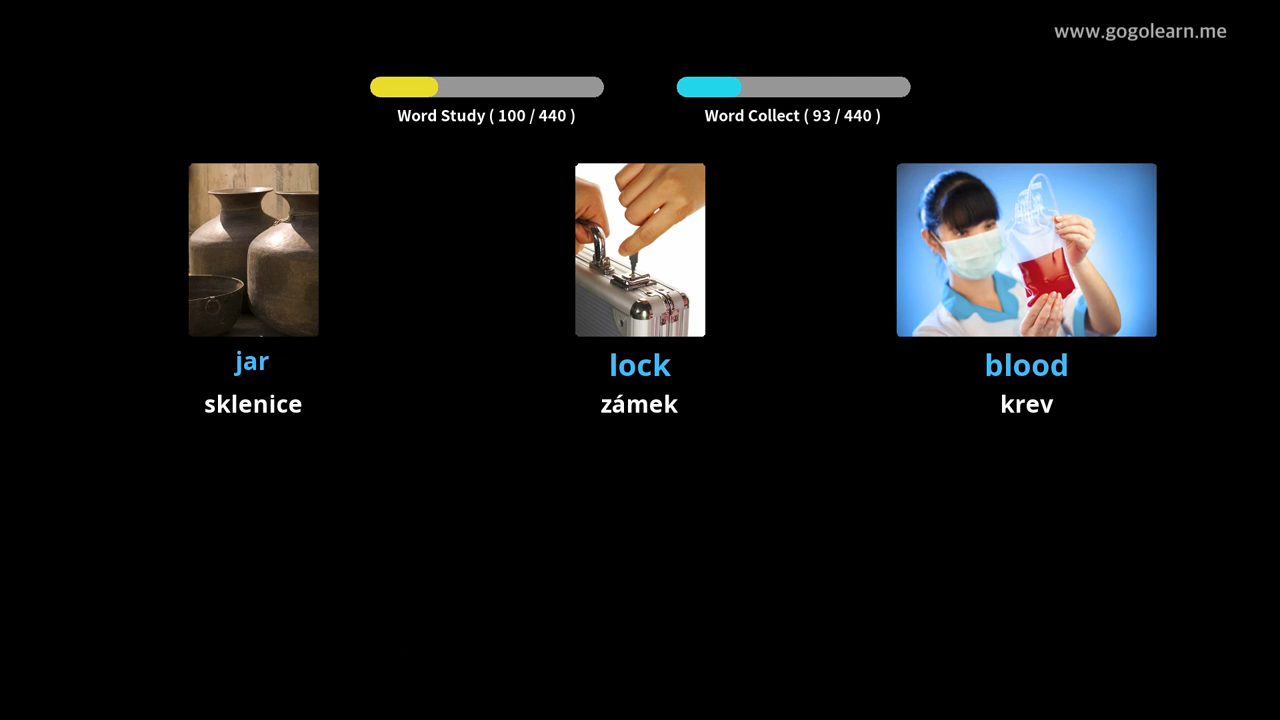 www.gogolearn.me
Word Study ( 100 / 440 )
Word Collect ( 93 / 440 )
jar
lock
blood
sklenice
zámek
krev